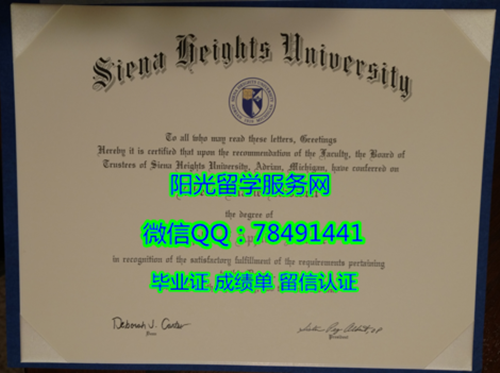 Siena Heights University
To all who may read these letters, Greetings
Hereby it is certified that upon the recommendation of the Faculty, the Board of
Trustees of Siena Heights University, Adrian, Michigan, have conferred on
阳光留学服务网
the degree of
微信QQ：78491441
in recognition of the satisfactory fulfillment of the requirements pertaining
毕业证 成绩单 留信认证
Deborah J. Carter
President